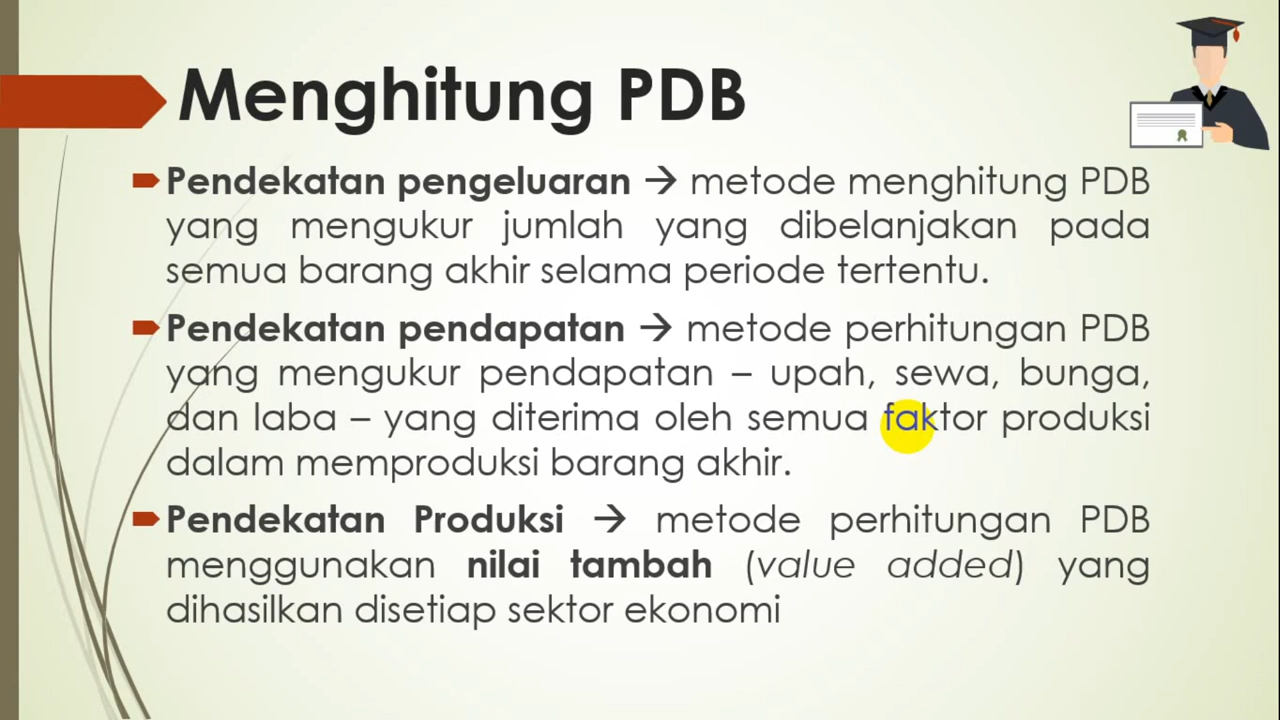 Menghitung PDB
Pendekatan pengeluaran → metode menghitung PDB
yang mengukur jumlah yang dibelanjakan pada
semua barang akhir selama periode tertentu.
Pendekatan pendapatan → metode perhitungan PDB
yang mengukur pendapatan – upah, sewa, bunga,
dan laba – yang diterima oleh semua faktor produksi
dalam memproduksi barang akhir.
Pendekatan Produksi → metode perhitungan PDB
menggunakan nilai tambah (value added) yang
dihasilkan disetiap sektor ekonomi